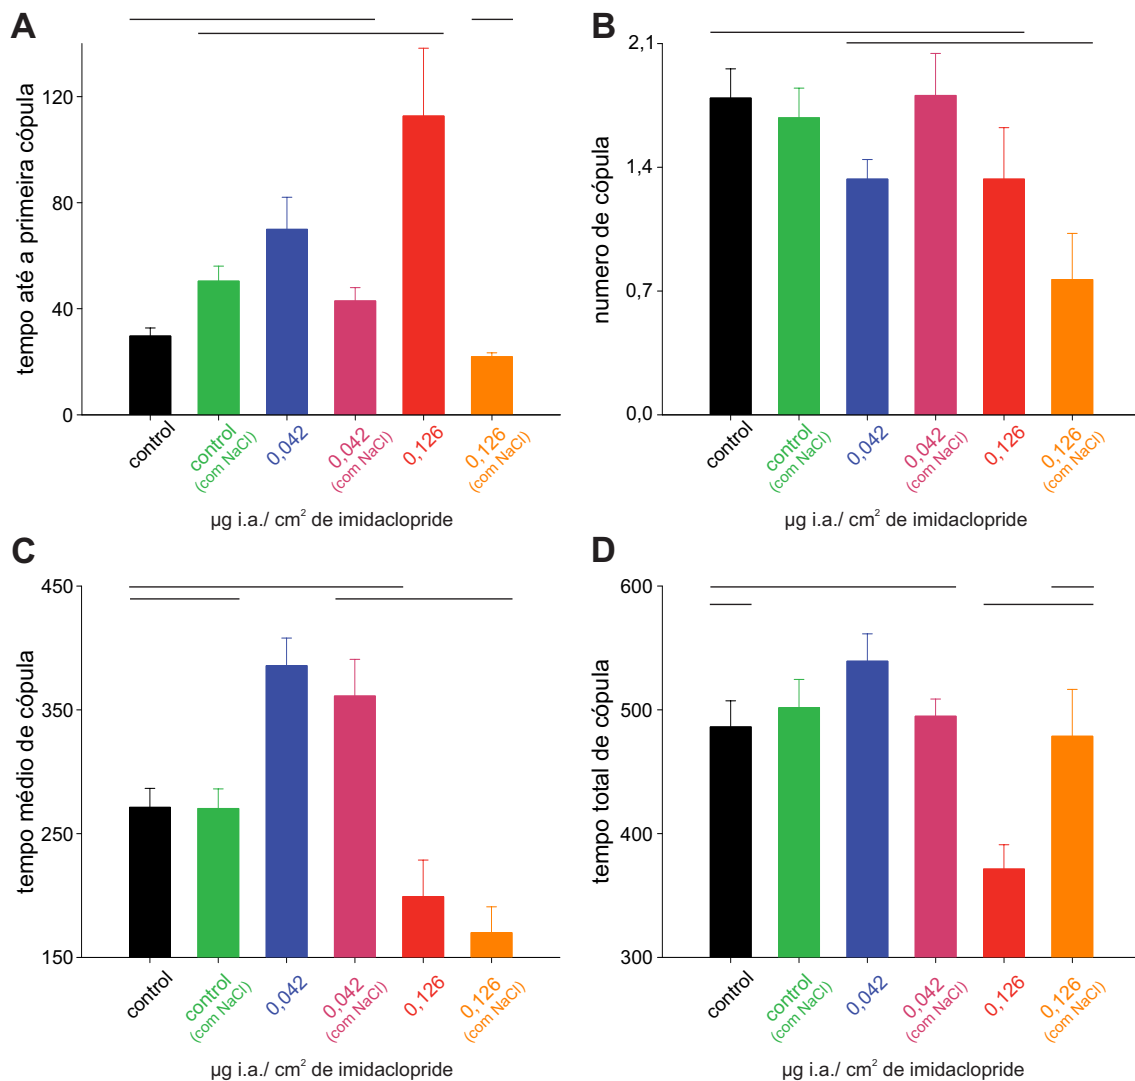 A
tempo até a primeira cópula
120
80
40
0
control
control
(com NaCl)
0,042
0,042
(com NaCl)
0,126
0,126
(com NaCl)
µg i.a./ cm² de imidaclopride
B
numero de cópula
2,1
1,4
0,7
0,0
control
control
(com NaCl)
0,042
0,042
(com NaCl)
0,126
0,126
(com NaCl)
µg i.a./ cm² de imidaclopride
C
tempo médio de cópula
450
350
250
150
control
control
(com NaCl)
0,042
0,042
(com NaCl)
0,126
0,126
(com NaCl)
µg i.a./ cm² de imidaclopride
D
tempo total de cópula
600
500
400
300
control
control
(com NaCl)
0,042
0,042
(com NaCl)
0,126
0,126
(com NaCl)
µg i.a./ cm² de imidaclopride